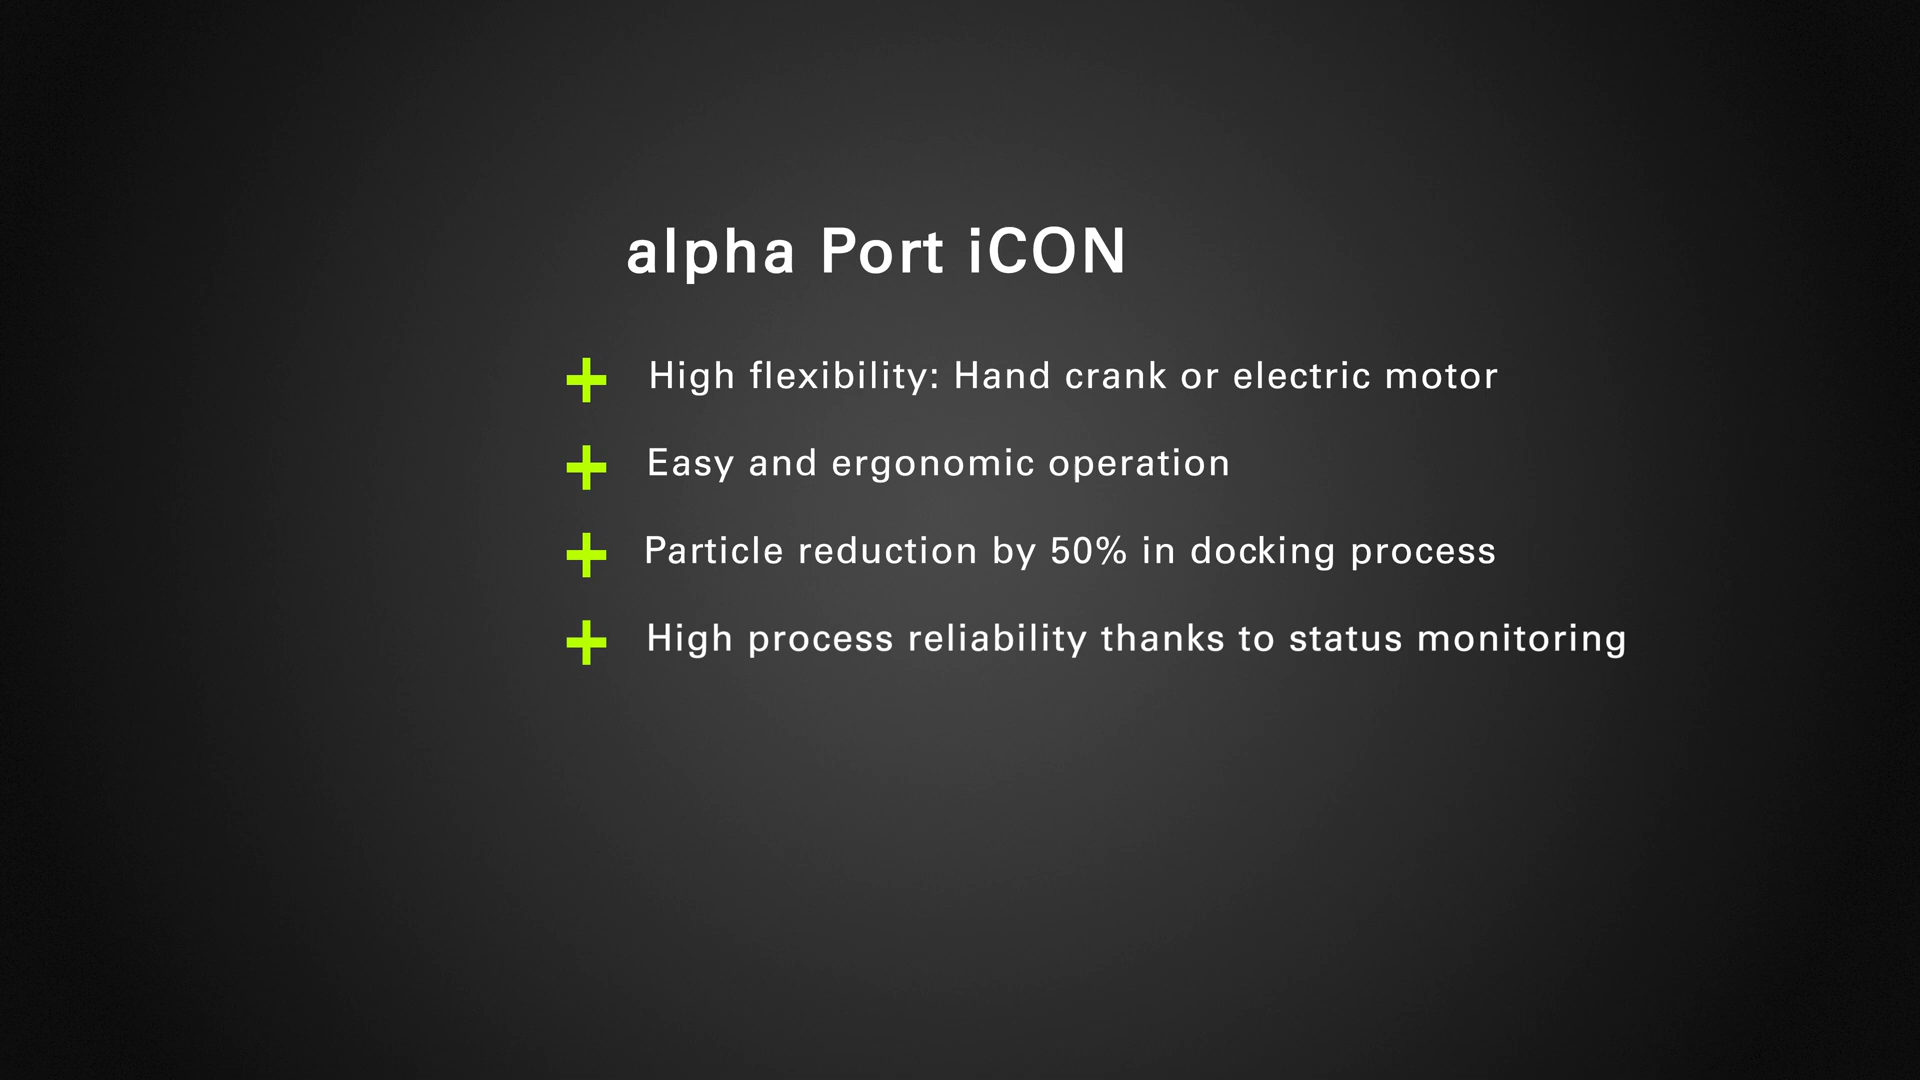 alpha Port iCON
+ High flexibility: Hand crank or electric motor
+ Easy and ergonomic operation
+ Particle reduction by 50% in docking process
+ High process reliability thanks to status monitoring